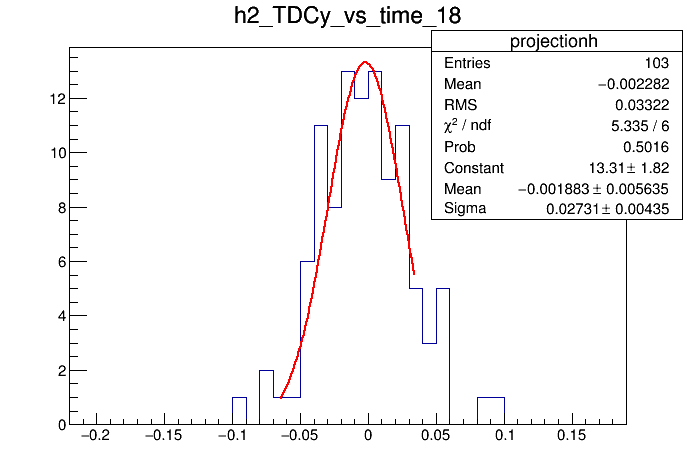 h2_TDCy_vs_time_18
projectionh
Entries 103
Mean −0.002282
RMS 0.03322
χ² / ndf 5.335 / 6
Prob 0.5016
Constant 13.31 ± 1.82
Mean −0.001883 ± 0.005635
Sigma 0.02731 ± 0.00435
12
10
8
6
4
2
0
−0.2 −0.15 −0.1 −0.05 0 0.05 0.1 0.15